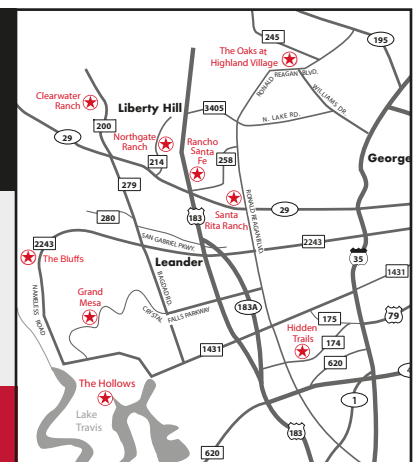 245
195
The Oaks at
Highland Village
RONALD REAGAN BLVD.
WILLIAMS DR.
Clearwater
Ranch
Liberty Hill
3405
N. LAKE RD.
200
29
Northgate
Ranch
Rancho
Santa
Fe
214
258
George
279
183
Santa
Rita Ranch
RONALD REAGAN BLVD.
29
280
SAN GABRIEL PKWY.
2243
2243
35
The Bluffs
Leander
1431
NAMELESS ROAD
Grand
Mesa
BAGDAD RD.
CRYSTAL FALLS PARKWAY
183A
175
79
Hidden
Trails
174
1431
620
The Hollows
Lake
Travis
1
183
620